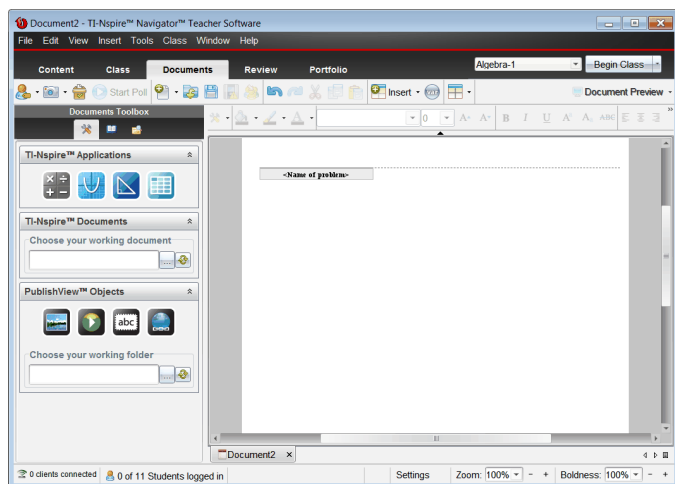 Document2 - TI-Nspire™ Navigator™ Teacher Software
File Edit View Insert Tools Class Window Help
Content Class Documents Review Portfolio Algebra-1 Begin Class
Start Poll Insert Document Preview
Documents Toolbox
0 A+ A- B I U A A ABC
TI-Nspire™ Applications
<Name of problem>
TI-Nspire™ Documents
Choose your working document
...
PublishView™ Objects
abc
Choose your working folder
...
Document2
0 clients connected 0 of 11 Students logged in Settings Zoom: 100% - + Boldness: 100% - +